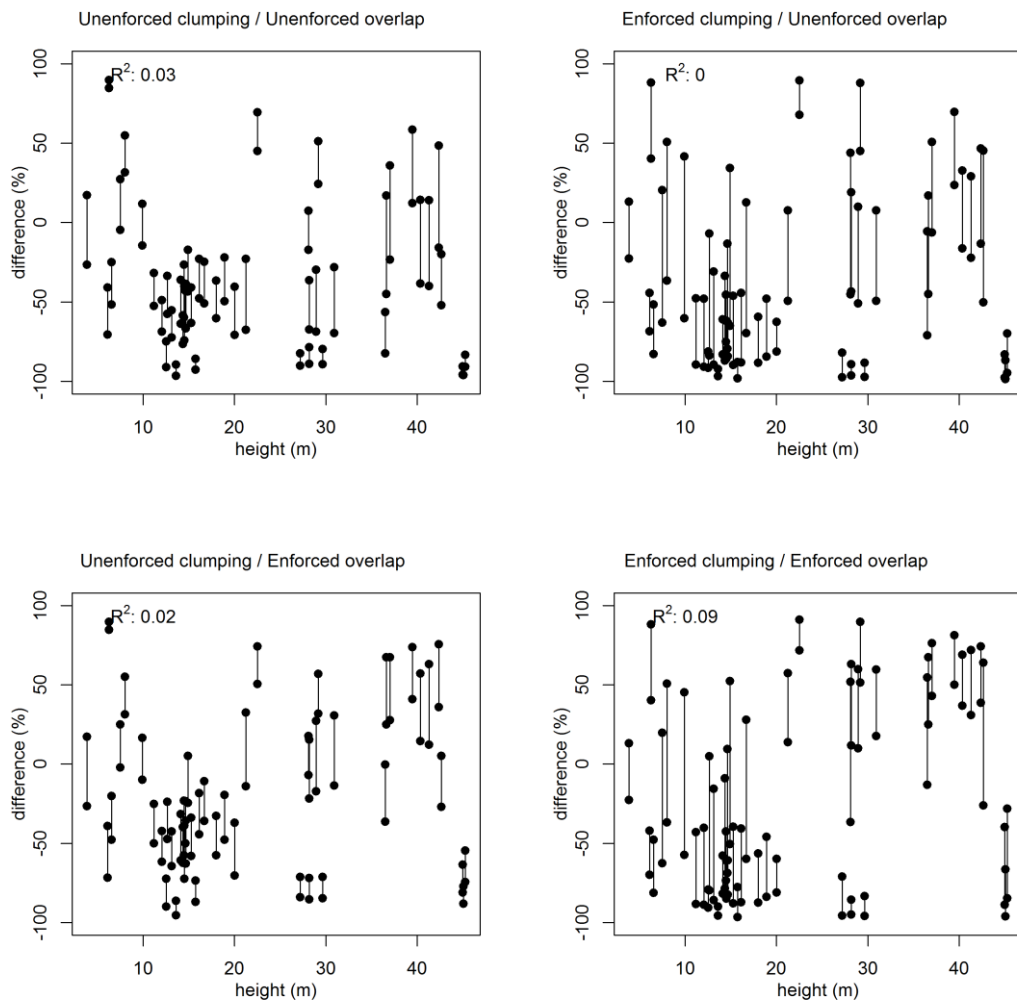 Unenforced clumping / Unenforced overlap
R²: 0.03
100
50
0
-50
-100
difference (%)
10 20 30 40
height (m)
Enforced clumping / Unenforced overlap
R²: 0
100
50
0
-50
-100
difference (%)
10 20 30 40
height (m)
Unenforced clumping / Enforced overlap
R²: 0.02
100
50
0
-50
-100
difference (%)
10 20 30 40
height (m)
Enforced clumping / Enforced overlap
R²: 0.09
100
50
0
-50
-100
difference (%)
10 20 30 40
height (m)